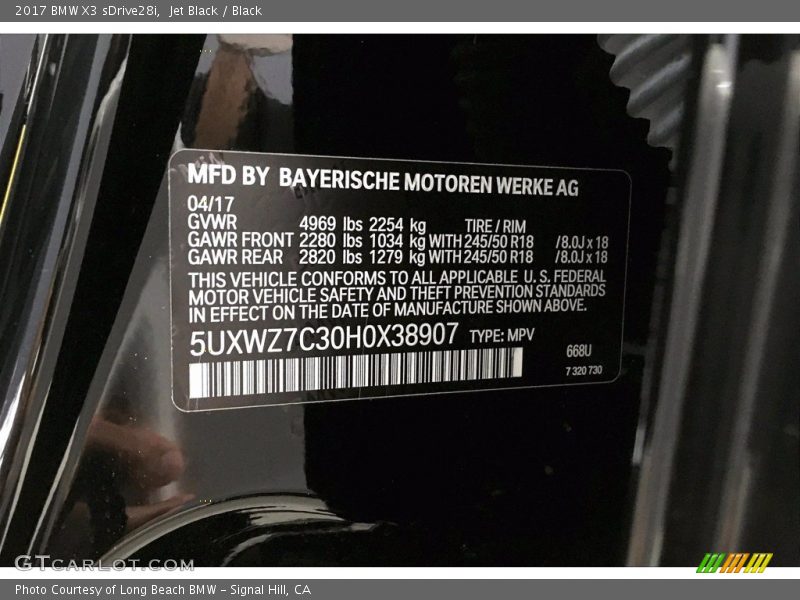 2017 BMW X3 sDrive28i, Jet Black / Black
MFD BY BAYERISCHE MOTOREN WERKE AG
04/17
GVWR 4969 lbs 2254 kg TIRE / RIM
GAWR FRONT 2280 lbs 1034 kg WITH 245/50 R18 /8.0J x 18
GAWR REAR 2820 lbs 1279 kg WITH 245/50 R18 /8.0J x 18
THIS VEHICLE CONFORMS TO ALL APPLICABLE U.S. FEDERAL
MOTOR VEHICLE SAFETY AND THEFT PREVENTION STANDARDS
IN EFFECT ON THE DATE OF MANUFACTURE SHOWN ABOVE.
5UXWZ7C30H0X38907 TYPE: MPV
668U
7 320 730
GTCARLOT.COM
Photo Courtesy of Long Beach BMW - Signal Hill, CA